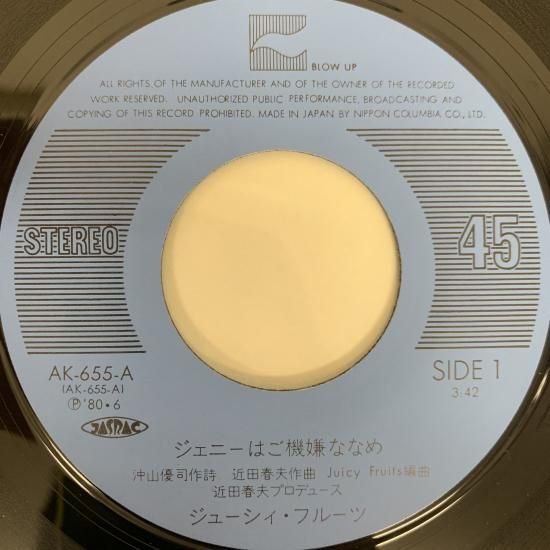 BLOW UP
ALL RIGHTS, OF THE MANUFACTURER AND OF THE OWNER OF THE RECORDED
WORK RESERVED. UNAUTHORIZED PUBLIC PERFORMANCE, BROADCASTING AND
COPYING OF THIS RECORD PROHIBITED. MADE IN JAPAN BY NIPPON COLUMBIA CO., LTD.
STEREO
45
AK-655-A
(AK-655-A)
Ⓟ'80・6
JASRAC
SIDE 1
3:42
ジェニーはご機嫌ななめ
沖山優司作詩 近田春夫作曲 Juicy Fruits編曲
近田春夫プロデュース
ジューシィ・フルーツ